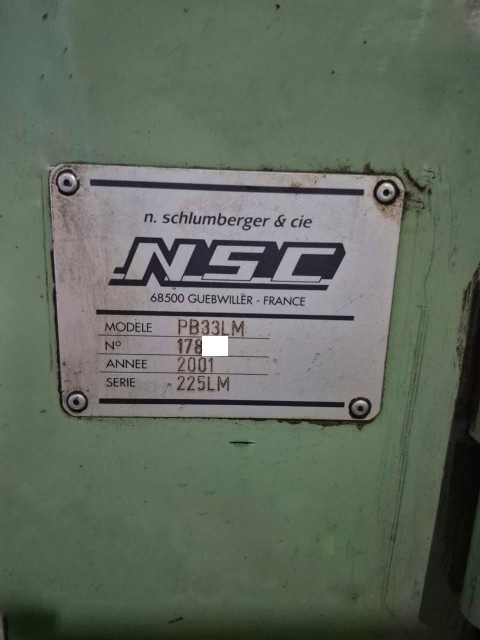 n. schlumberger & cie
NSC
68500 GUEBWILLER - FRANCE
MODELE PB33LM
N° 178
ANNEE 2001
SERIE 225LM